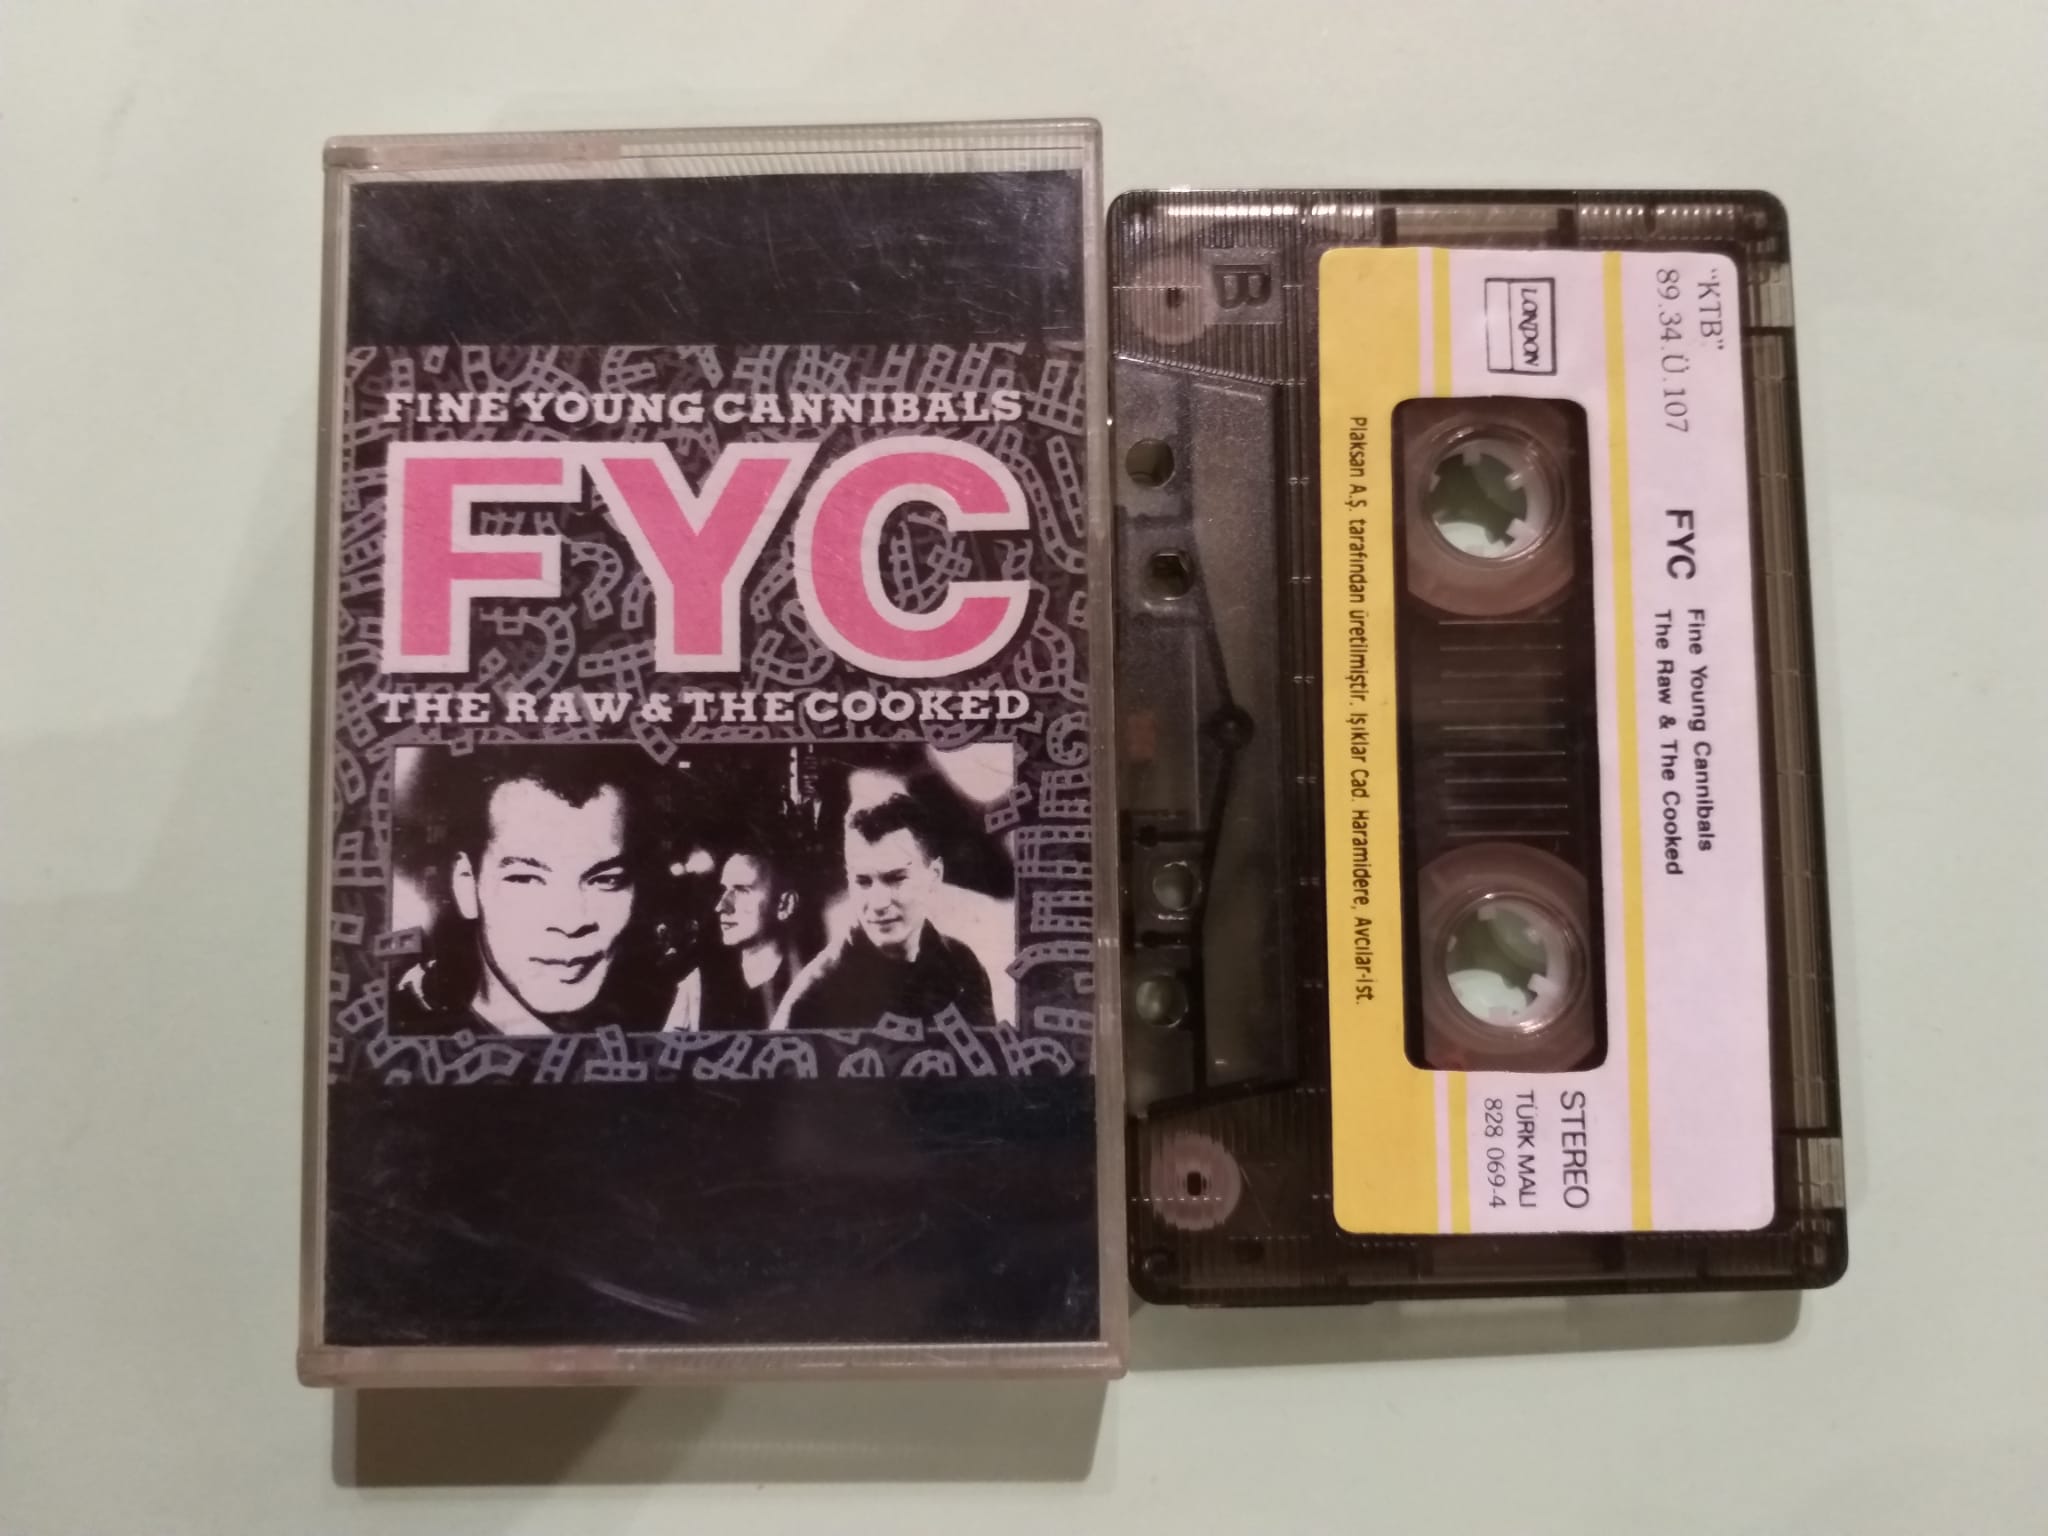 FINE YOUNG CANNIBALS
FYC
THE RAW & THE COOKED
B
"KTB"
89.34.Ü.107
FYC
Fine Young Cannibals
The Raw & The Cooked
LONDON
STEREO
TÜRK MALI
828 069-4
Plaksan A.Ş. tarafından üretilmiştir. Işıklar Cad. Haramidere, Avcılar-İst.